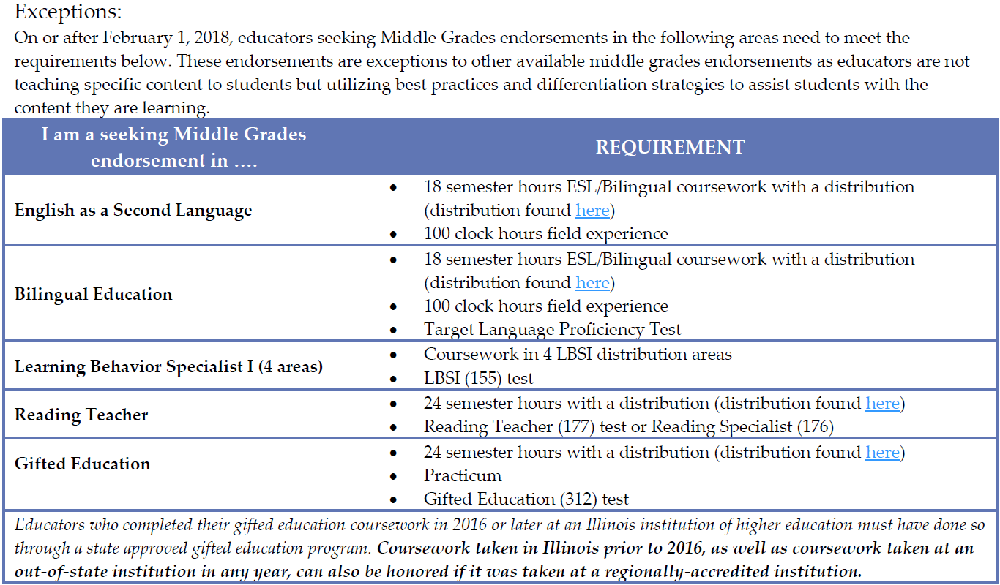 Exceptions:
On or after February 1, 2018, educators seeking Middle Grades endorsements in the following areas need to meet the
requirements below. These endorsements are exceptions to other available middle grades endorsements as educators are not
teaching specific content to students but utilizing best practices and differentiation strategies to assist students with the
content they are learning.
I am a seeking Middle Grades
endorsement in ….
REQUIREMENT
English as a Second Language
• 18 semester hours ESL/Bilingual coursework with a distribution
(distribution found here)
• 100 clock hours field experience
Bilingual Education
• 18 semester hours ESL/Bilingual coursework with a distribution
(distribution found here)
• 100 clock hours field experience
• Target Language Proficiency Test
Learning Behavior Specialist I (4 areas)
• Coursework in 4 LBSI distribution areas
• LBSI (155) test
Reading Teacher
• 24 semester hours with a distribution (distribution found here)
• Reading Teacher (177) test or Reading Specialist (176)
Gifted Education
• 24 semester hours with a distribution (distribution found here)
• Practicum
• Gifted Education (312) test
Educators who completed their gifted education coursework in 2016 or later at an Illinois institution of higher education must have done so
through a state approved gifted education program. Coursework taken in Illinois prior to 2016, as well as coursework taken at an
out-of-state institution in any year, can also be honored if it was taken at a regionally-accredited institution.